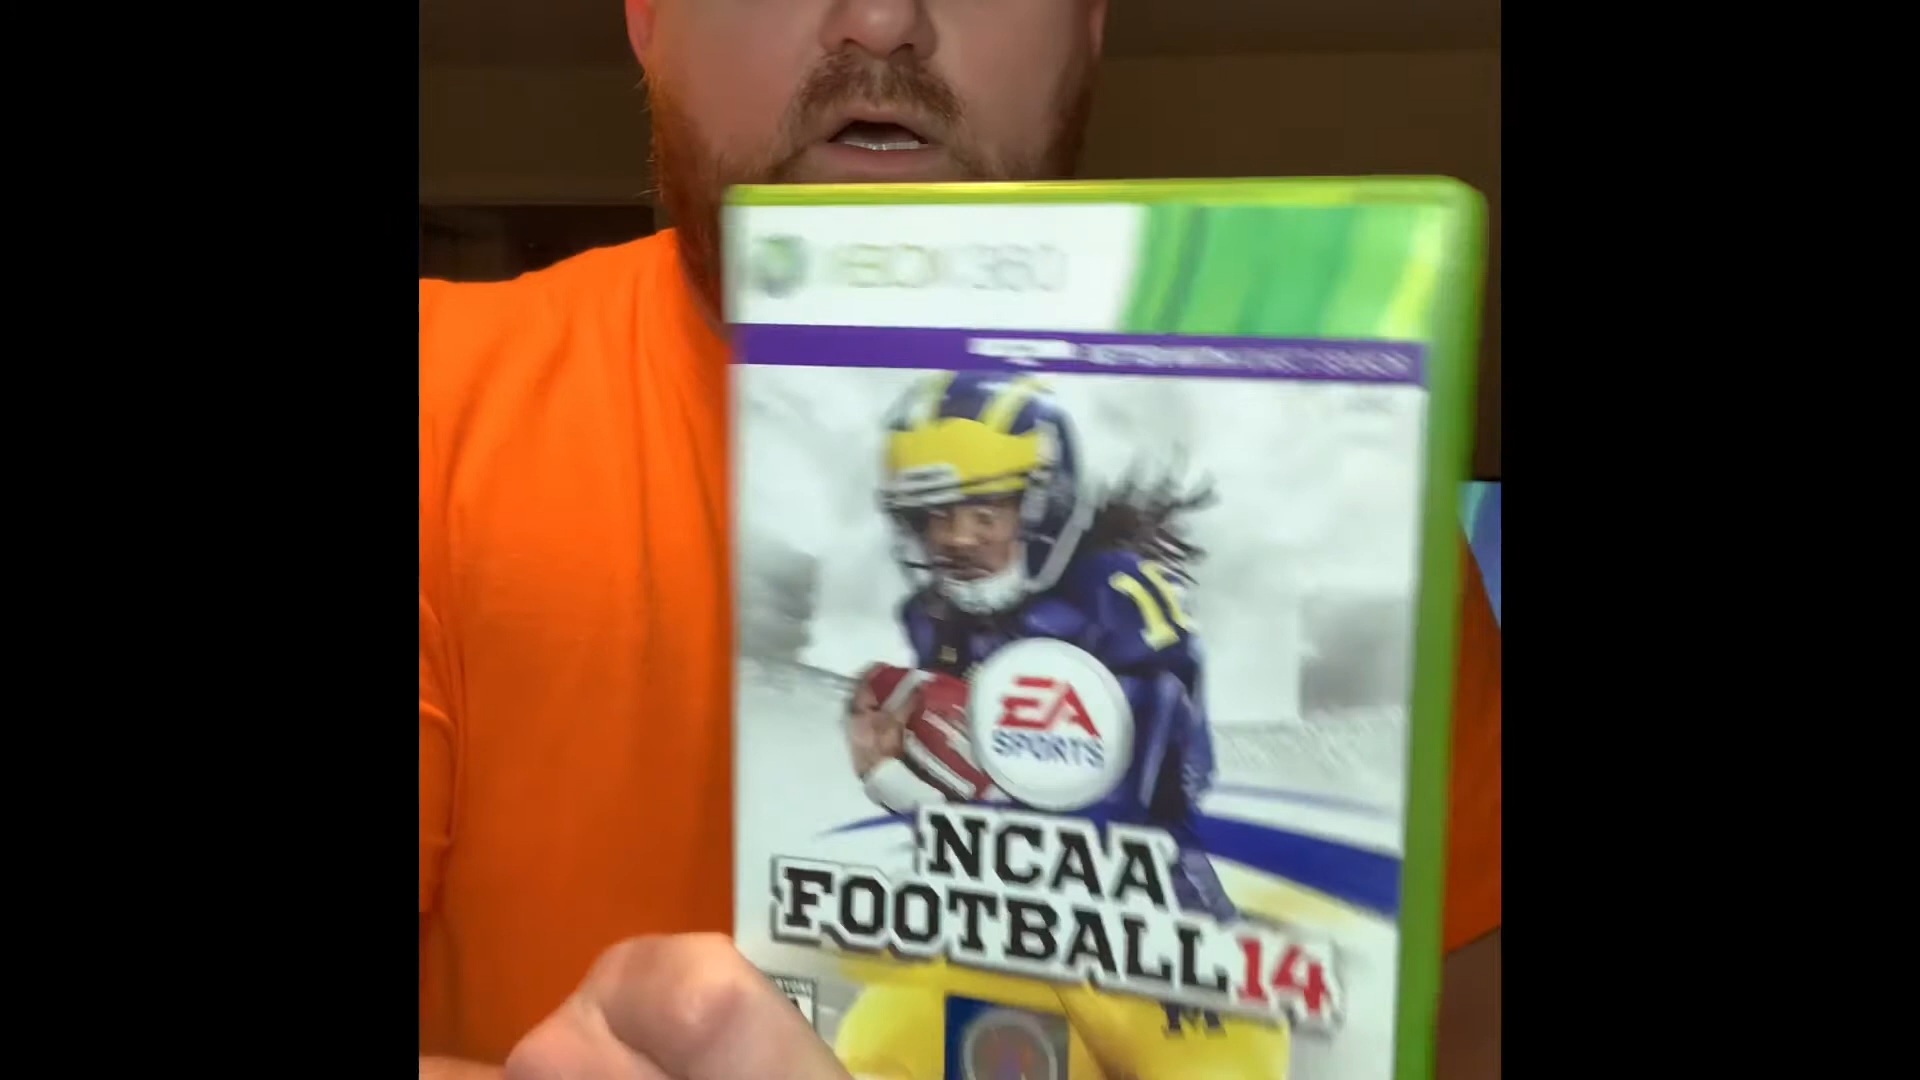 XBOX 360
EA
SPORTS
NCAA
FOOTBALL 14